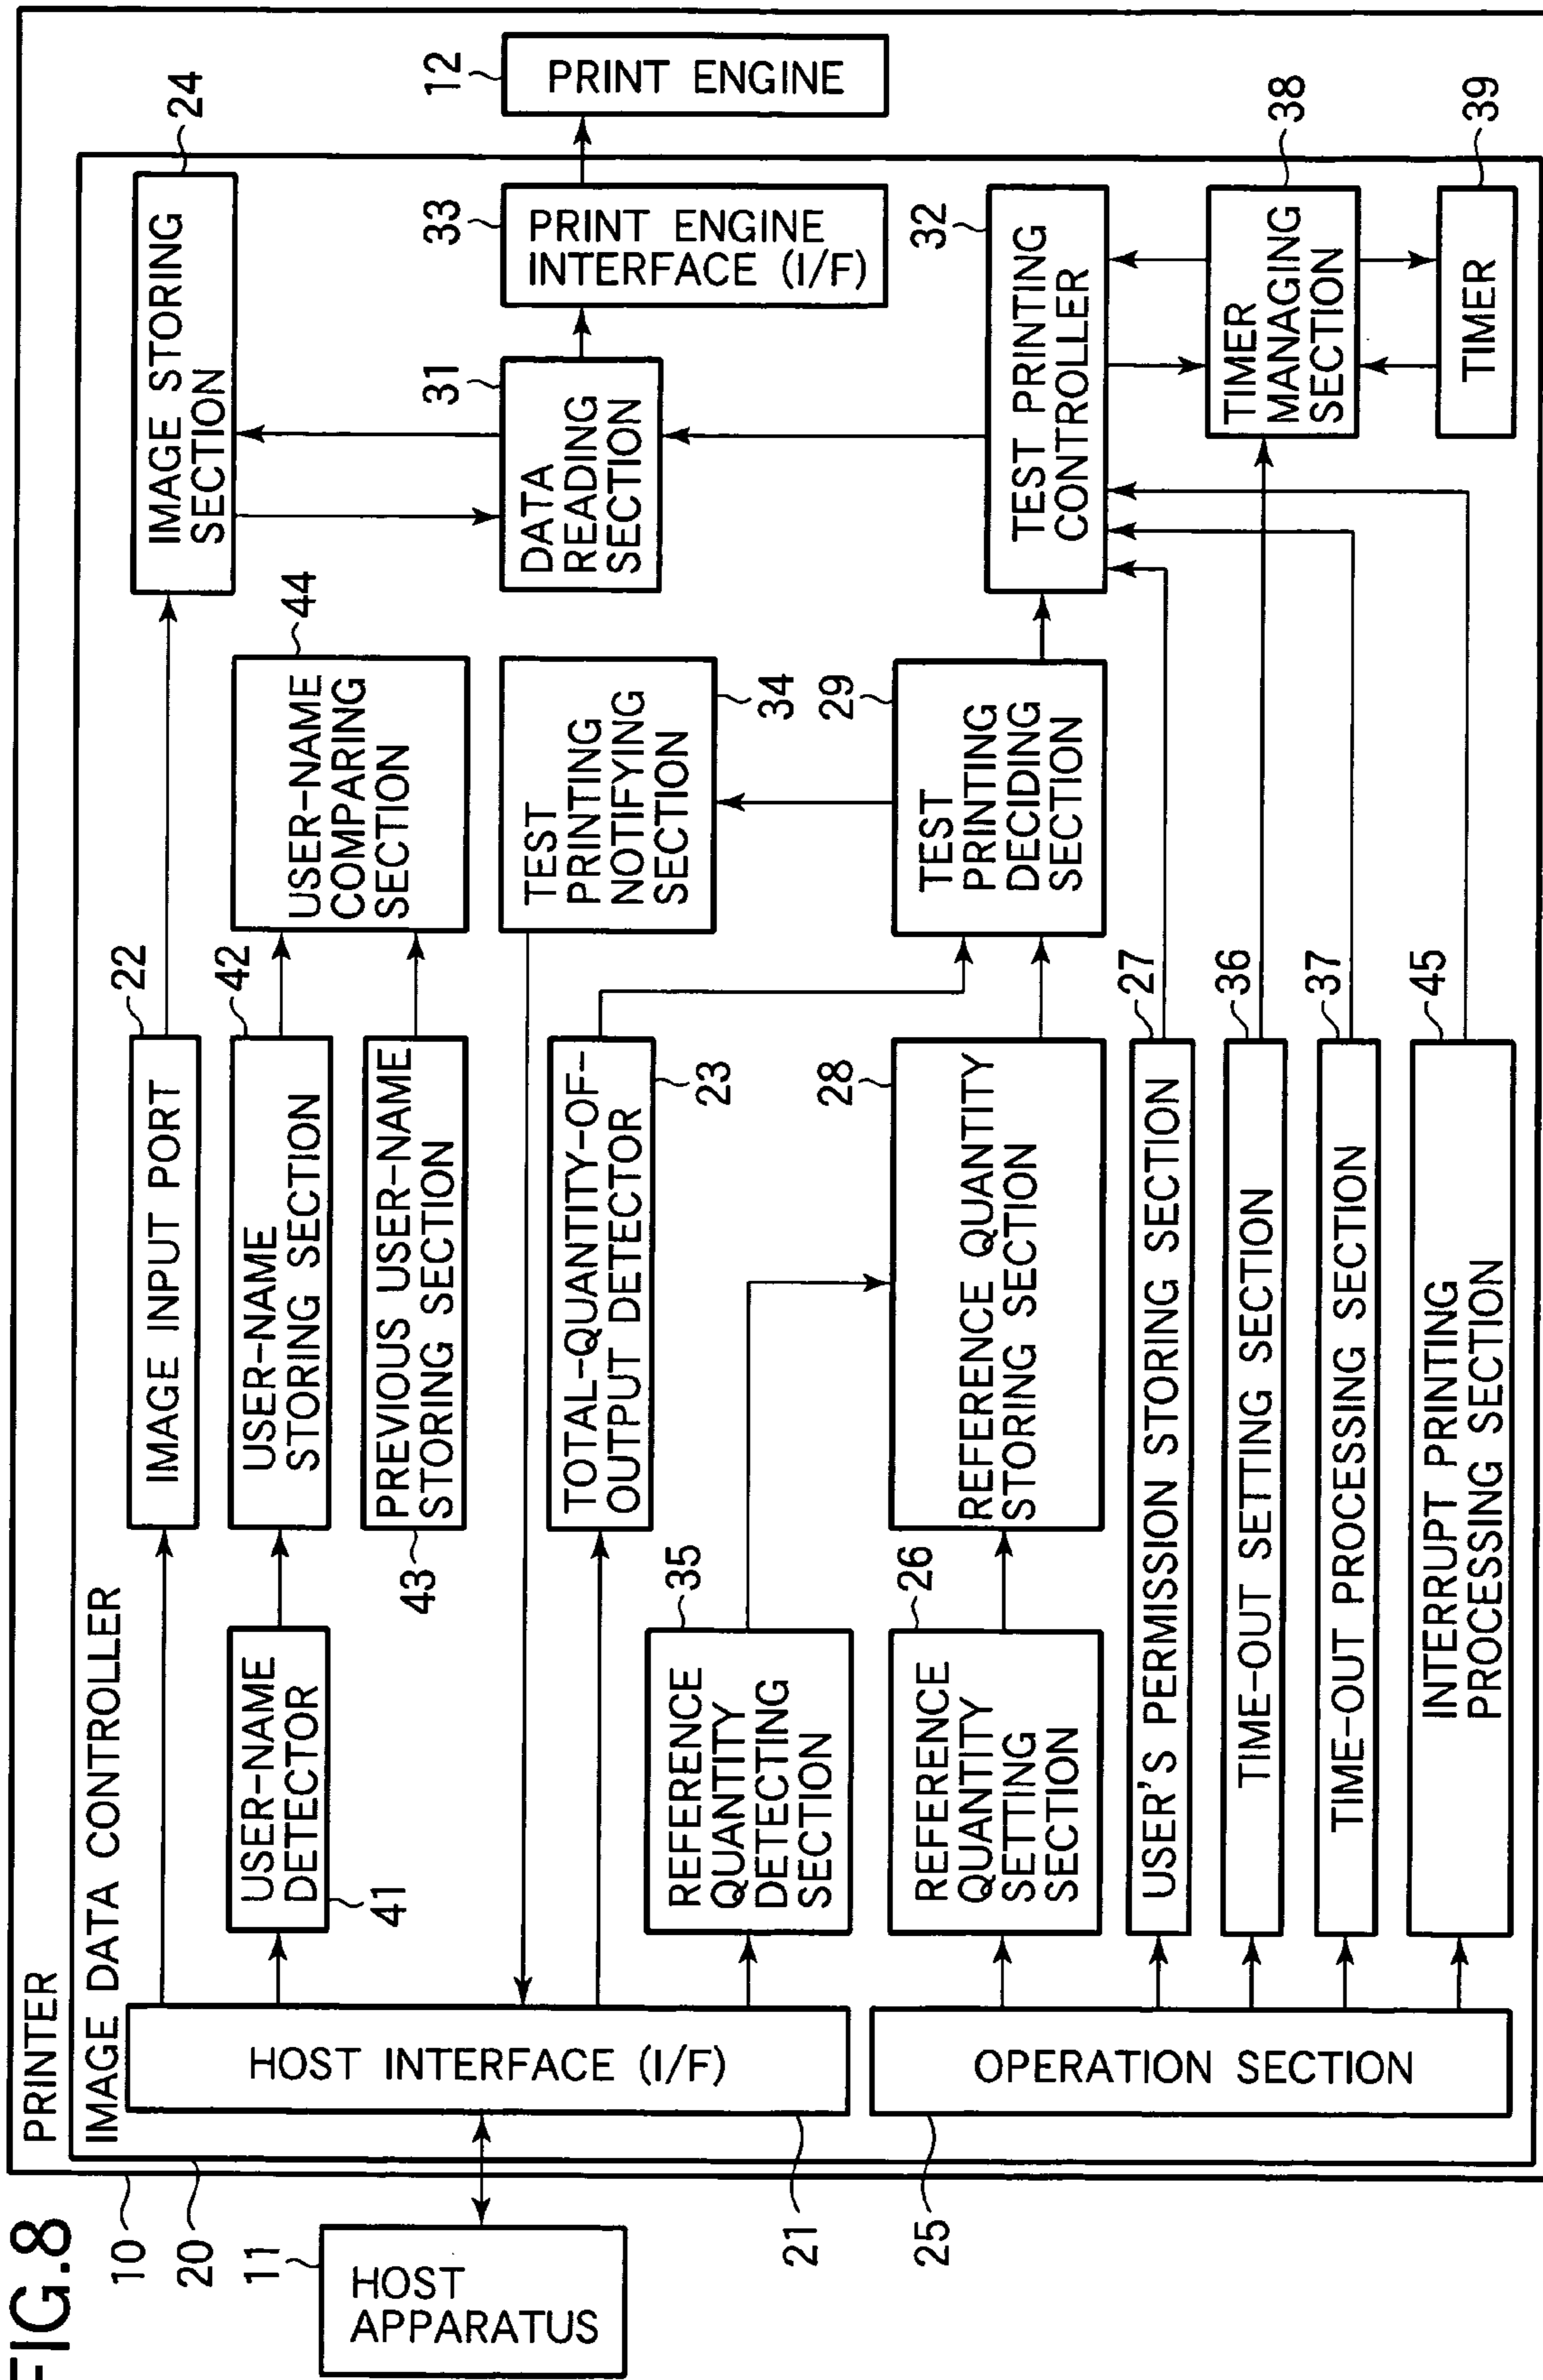 FIG.8
PRINTER
10
IMAGE DATA CONTROLLER
20
HOST
APPARATUS
11
HOST INTERFACE (I/F)
21
OPERATION SECTION
25
IMAGE INPUT PORT
22
IMAGE STORING
SECTION
24
USER-NAME
DETECTOR
41
USER-NAME
STORING SECTION
42
PREVIOUS USER-NAME
STORING SECTION
43
USER-NAME
COMPARING
SECTION
44
TOTAL-QUANTITY-OF-
OUTPUT DETECTOR
23
TEST
PRINTING
NOTIFYING
SECTION
34
DATA
READING
SECTION
31
PRINT ENGINE
INTERFACE (I/F)
33
PRINT ENGINE
12
REFERENCE
QUANTITY
DETECTING
SECTION
35
REFERENCE
QUANTITY
SETTING
SECTION
26
REFERENCE QUANTITY
STORING SECTION
28
TEST
PRINTING
DECIDING
SECTION
29
TEST PRINTING
CONTROLLER
32
USER'S PERMISSION STORING SECTION
27
TIME-OUT SETTING SECTION
36
TIME-OUT PROCESSING SECTION
37
INTERRUPT PRINTING
PROCESSING SECTION
45
TIMER
MANAGING
SECTION
38
TIMER
39